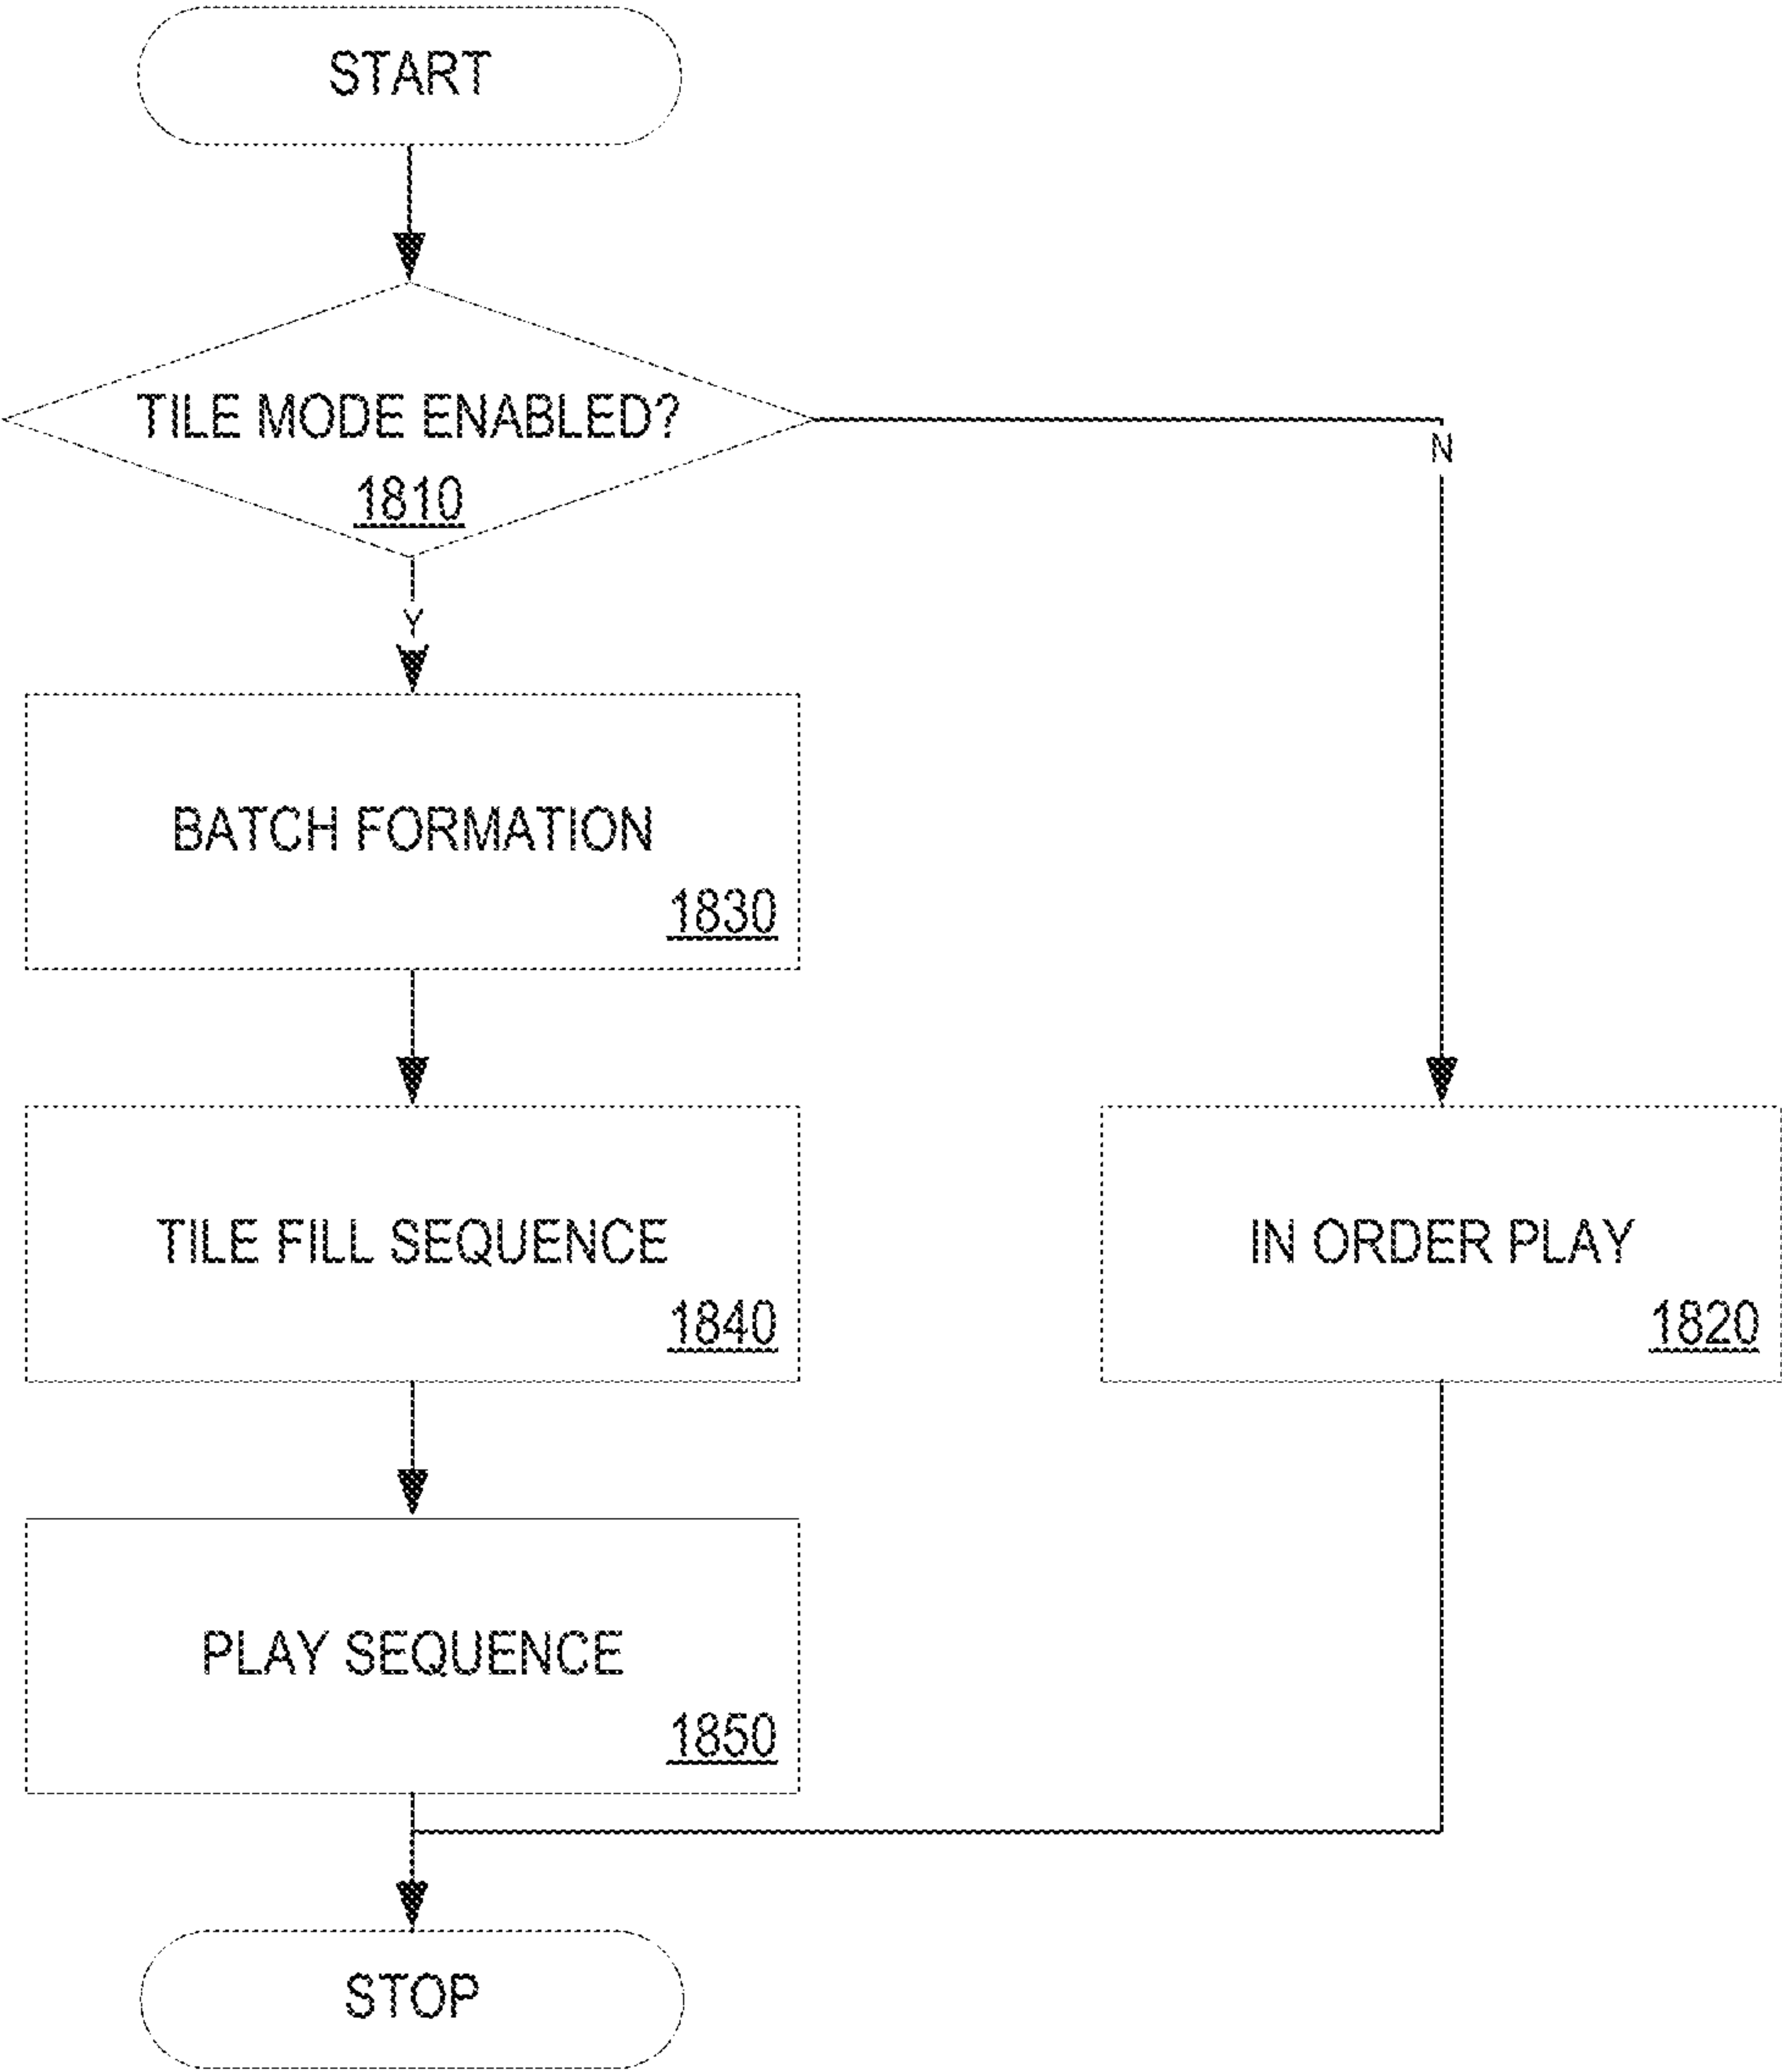 START
TILE MODE ENABLED?
1810
N
Y
BATCH FORMATION
1830
TILE FILL SEQUENCE
1840
IN ORDER PLAY
1820
PLAY SEQUENCE
1850
STOP